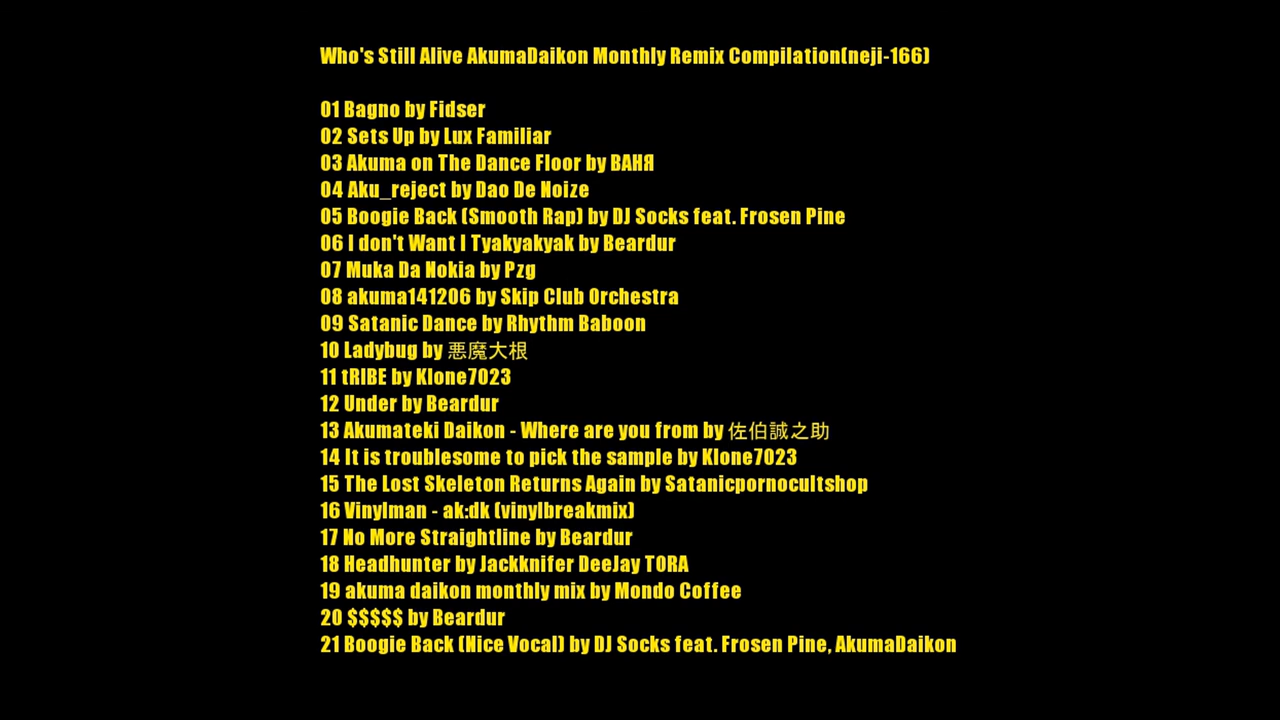 Who's Still Alive AkumaDaikon Monthly Remix Compilation(neji-166)
01 Bagno by Fidser
02 Sets Up by Lux Familiar
03 Akuma on The Dance Floor by ВАНЯ
04 Aku_reject by Dao De Noize
05 Boogie Back (Smooth Rap) by DJ Socks feat. Frosen Pine
06 I don't Want I Tyakyakyak by Beardur
07 Muka Da Nokia by Pzg
08 akuma141206 by Skip Club Orchestra
09 Satanic Dance by Rhythm Baboon
10 Ladybug by 悪魔大根
11 tRIBE by Klone7023
12 Under by Beardur
13 Akumateki Daikon - Where are you from by 佐伯誠之助
14 It is troublesome to pick the sample by Klone7023
15 The Lost Skeleton Returns Again by Satanicpornocultshop
16 Vinylman - ak:dk (vinylbreakmix)
17 No More Straightline by Beardur
18 Headhunter by Jackknifer DeeJay TORA
19 akuma daikon monthly mix by Mondo Coffee
20 $$$$$ by Beardur
21 Boogie Back (Nice Vocal) by DJ Socks feat. Frosen Pine, AkumaDaikon